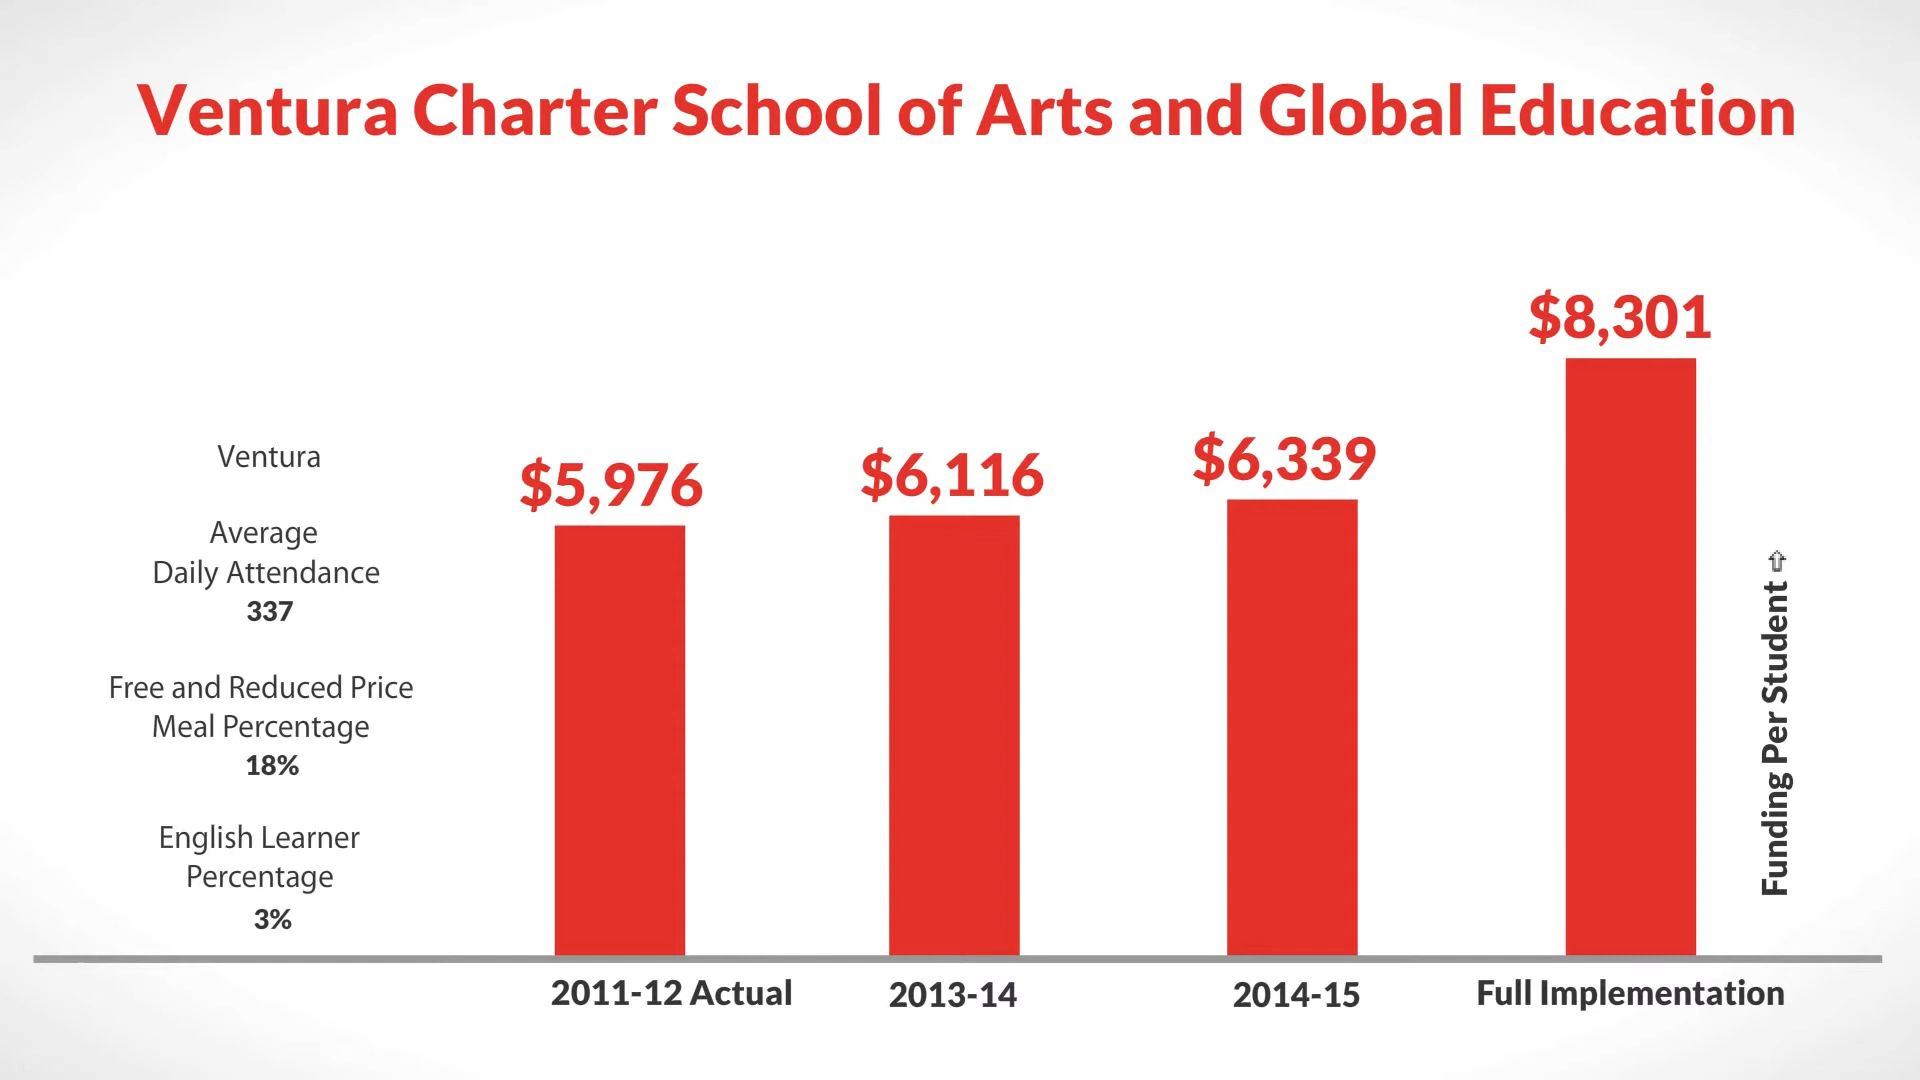 Ventura Charter School of Arts and Global Education
Ventura
Average
Daily Attendance
337
Free and Reduced Price
Meal Percentage
18%
English Learner
Percentage
3%
$5,976
$6,116
$6,339
$8,301
2011-12 Actual
2013-14
2014-15
Full Implementation
Funding Per Student ⇧